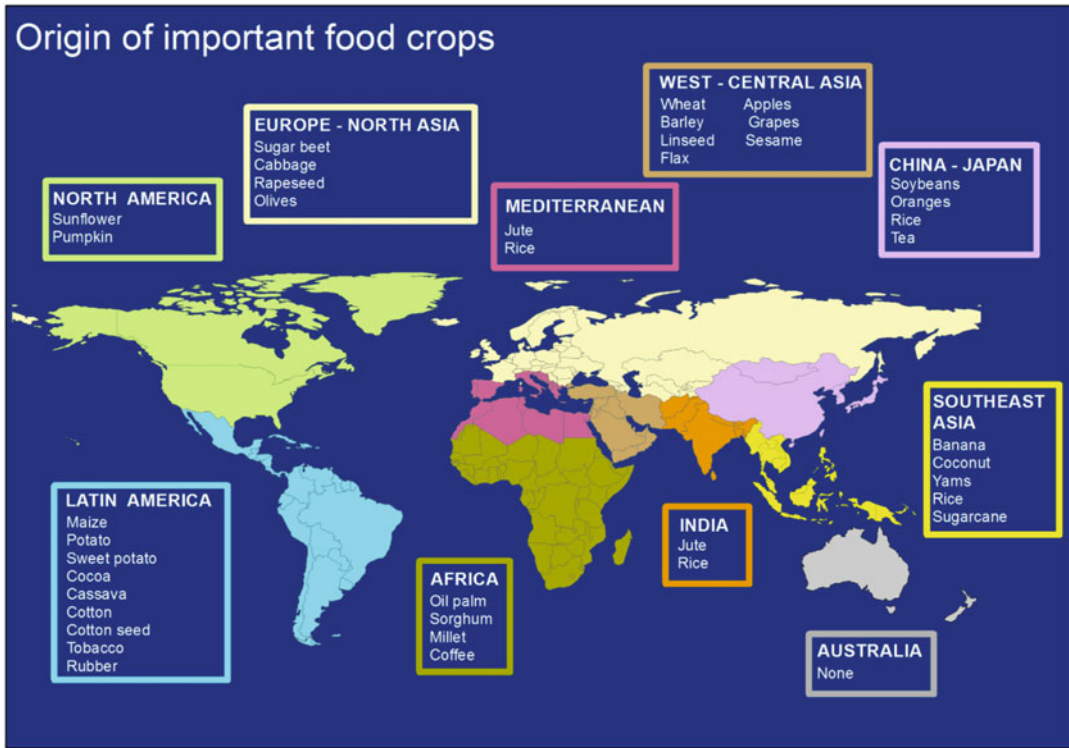 Origin of important food crops
WEST - CENTRAL ASIA
Wheat Apples
Barley Grapes
Linseed Sesame
Flax
EUROPE - NORTH ASIA
Sugar beet
Cabbage
Rapeseed
Olives
CHINA - JAPAN
Soybeans
Oranges
Rice
Tea
NORTH AMERICA
Sunflower
Pumpkin
MEDITERRANEAN
Jute
Rice
SOUTHEAST
ASIA
Banana
Coconut
Yams
Rice
Sugarcane
LATIN AMERICA
Maize
Potato
Sweet potato
Cocoa
Cassava
Cotton
Cotton seed
Tobacco
Rubber
AFRICA
Oil palm
Sorghum
Millet
Coffee
INDIA
Jute
Rice
AUSTRALIA
None